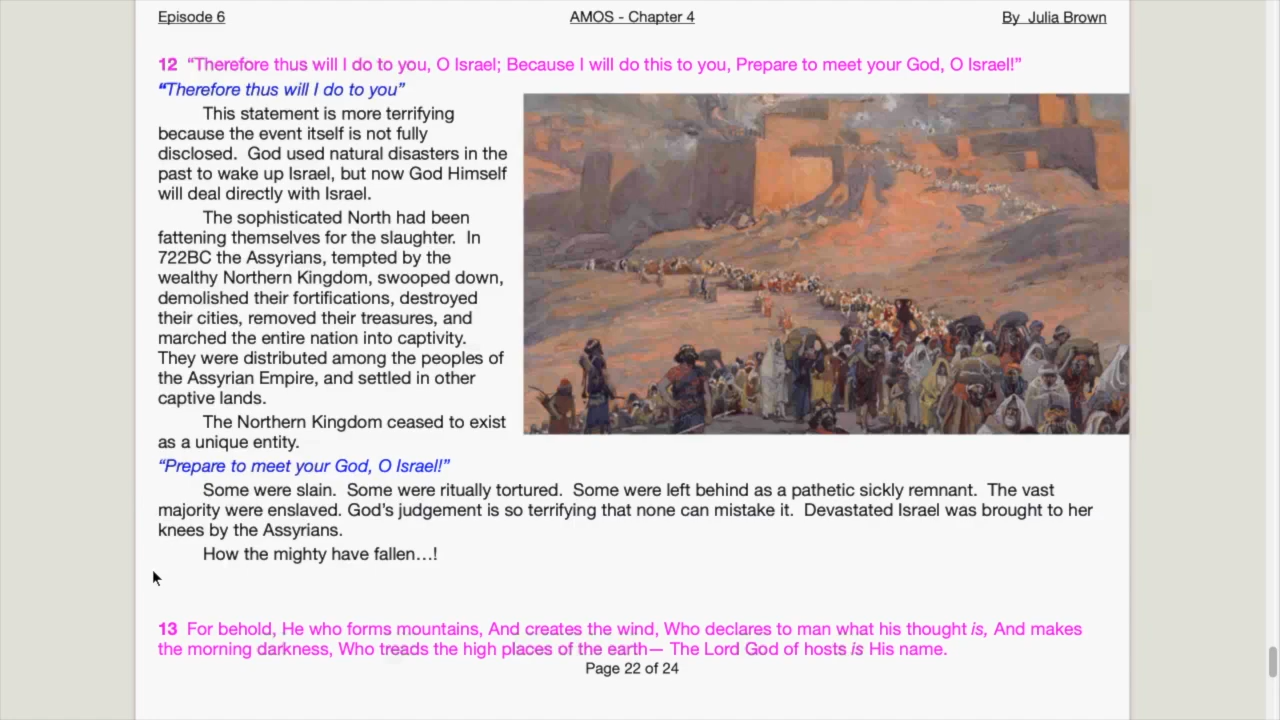 Episode 6 AMOS - Chapter 4 By Julia Brown
12 “Therefore thus will I do to you, O Israel; Because I will do this to you, Prepare to meet your God, O Israel!”
“Therefore thus will I do to you”
This statement is more terrifying
because the event itself is not fully
disclosed. God used natural disasters in the
past to wake up Israel, but now God Himself
will deal directly with Israel.
The sophisticated North had been
fattening themselves for the slaughter. In
722BC the Assyrians, tempted by the
wealthy Northern Kingdom, swooped down,
demolished their fortifications, destroyed
their cities, removed their treasures, and
marched the entire nation into captivity.
They were distributed among the peoples of
the Assyrian Empire, and settled in other
captive lands.
The Northern Kingdom ceased to exist
as a unique entity.
“Prepare to meet your God, O Israel!”
Some were slain. Some were ritually tortured. Some were left behind as a pathetic sickly remnant. The vast
majority were enslaved. God’s judgement is so terrifying that none can mistake it. Devastated Israel was brought to her
knees by the Assyrians.
How the mighty have fallen…!
13 For behold, He who forms mountains, And creates the wind, Who declares to man what his thought is, And makes
the morning darkness, Who treads the high places of the earth— The Lord God of hosts is His name.
Page 22 of 24